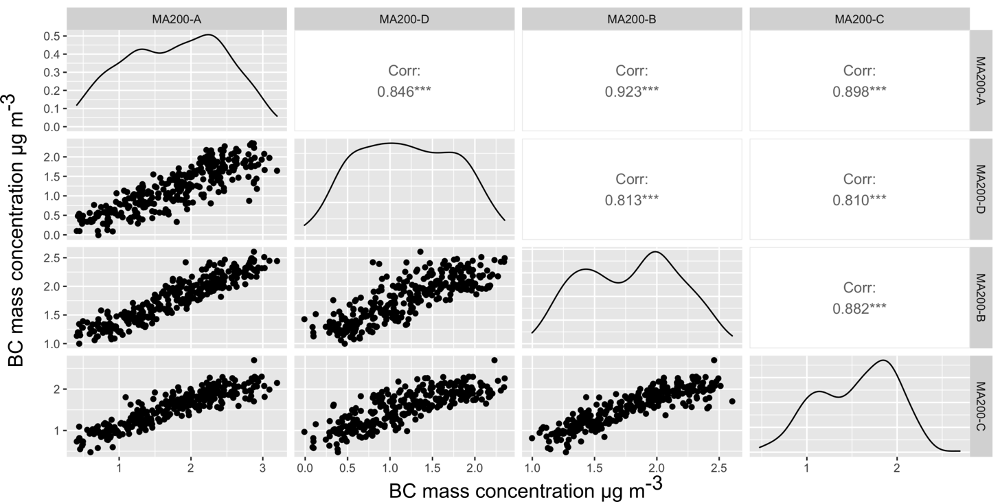 MA200-A MA200-D MA200-B MA200-C
0.5
0.4
0.3
0.2
0.1
0.0
Corr:
0.846***
Corr:
0.923***
Corr:
0.898***
MA200-A
2.0
1.5
1.0
0.5
0.0
Corr:
0.813***
Corr:
0.810***
MA200-D
BC mass concentration µg m-3
2.5
2.0
1.5
1.0
Corr:
0.882***
MA200-B
2
1
MA200-C
1 2 3 0.0 0.5 1.0 1.5 2.0 1.0 1.5 2.0 2.5 1 2
BC mass concentration µg m-3